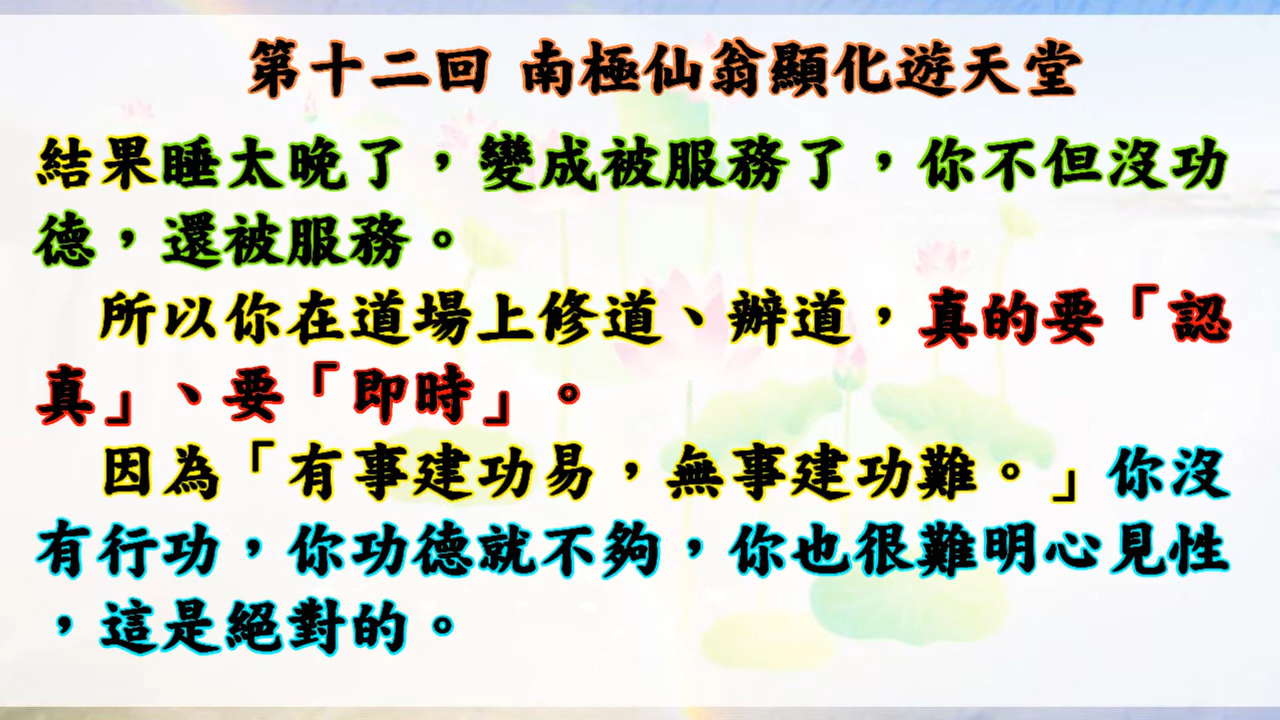 第十二回 南極仙翁顯化遊天堂
結果睡太晚了，變成被服務了，你不但沒功
德，還被服務。
所以你在道場上修道、辦道，真的要「認
真」、要「即時」。
因為「有事建功易，無事建功難。」你沒
有行功，你功德就不夠，你也很難明心見性
，這是絕對的。